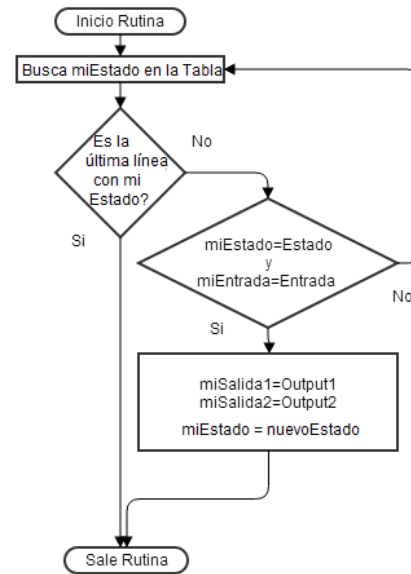 Inicio Rutina
Busca miEstado en la Tabla
Es la
última línea
con mi
Estado?
No
Si
miEstado=Estado
y
miEntrada=Entrada
No
Si
miSalida1=Output1
miSalida2=Output2
miEstado = nuevoEstado
Sale Rutina